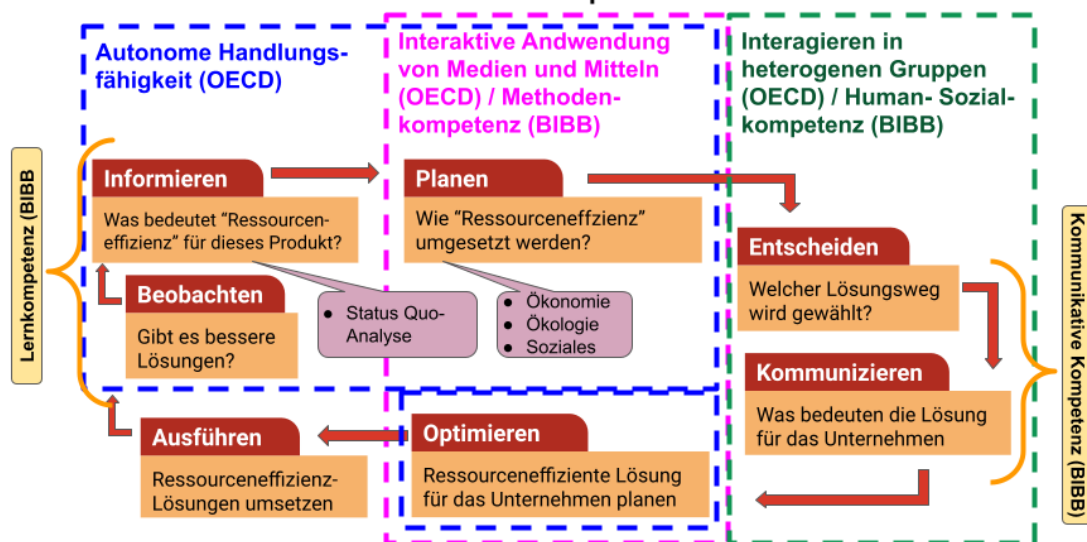 Autonome Handlungs-
fähigkeit (OECD)
Interaktive Andwendung
von Medien und Mitteln
(OECD) / Methoden-
kompetenz (BIBB)
Interagieren in
heterogenen Gruppen
(OECD) / Human- Sozial-
kompetenz (BIBB)
Lernkompetenz (BIBB
Informieren
Was bedeutet “Ressourcen-
effizienz” für dieses Produkt?
Planen
Wie “Ressourceneffzienz”
umgesetzt werden?
Entscheiden
Welcher Lösungsweg
wird gewählt?
Beobachten
Gibt es bessere
Lösungen?
● Status Quo-
Analyse
● Ökonomie
● Ökologie
● Soziales
Kommunizieren
Was bedeuten die Lösung
für das Unternehmen
Ausführen
Ressourceneffizienz-
Lösungen umsetzen
Optimieren
Ressourceneffiziente Lösung
für das Unternehmen planen
Kommunikative Kompetenz (BIBB)